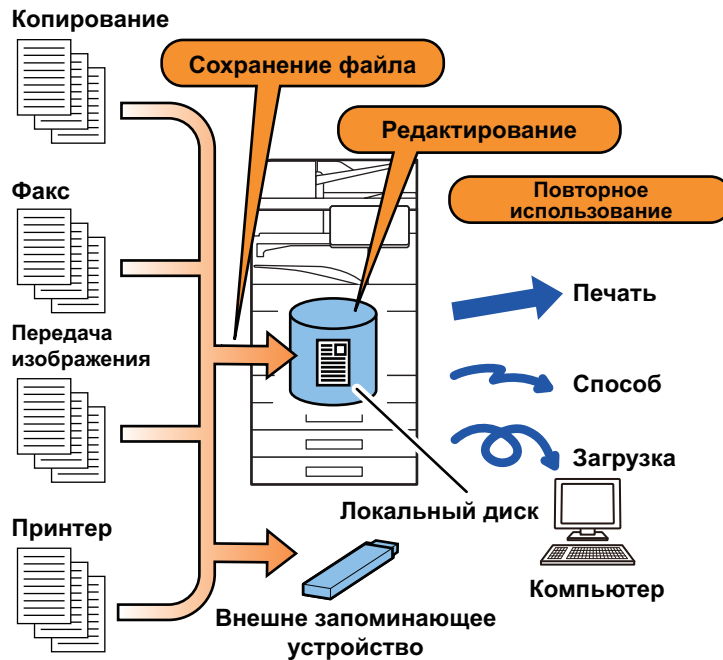 Копирование
Сохранение файла
Редактирование
Факс
Повторное
использование
Печать
Передача
изображения
Способ
Загрузка
Локальный диск
Принтер
Компьютер
Внешне запоминающее
устройство